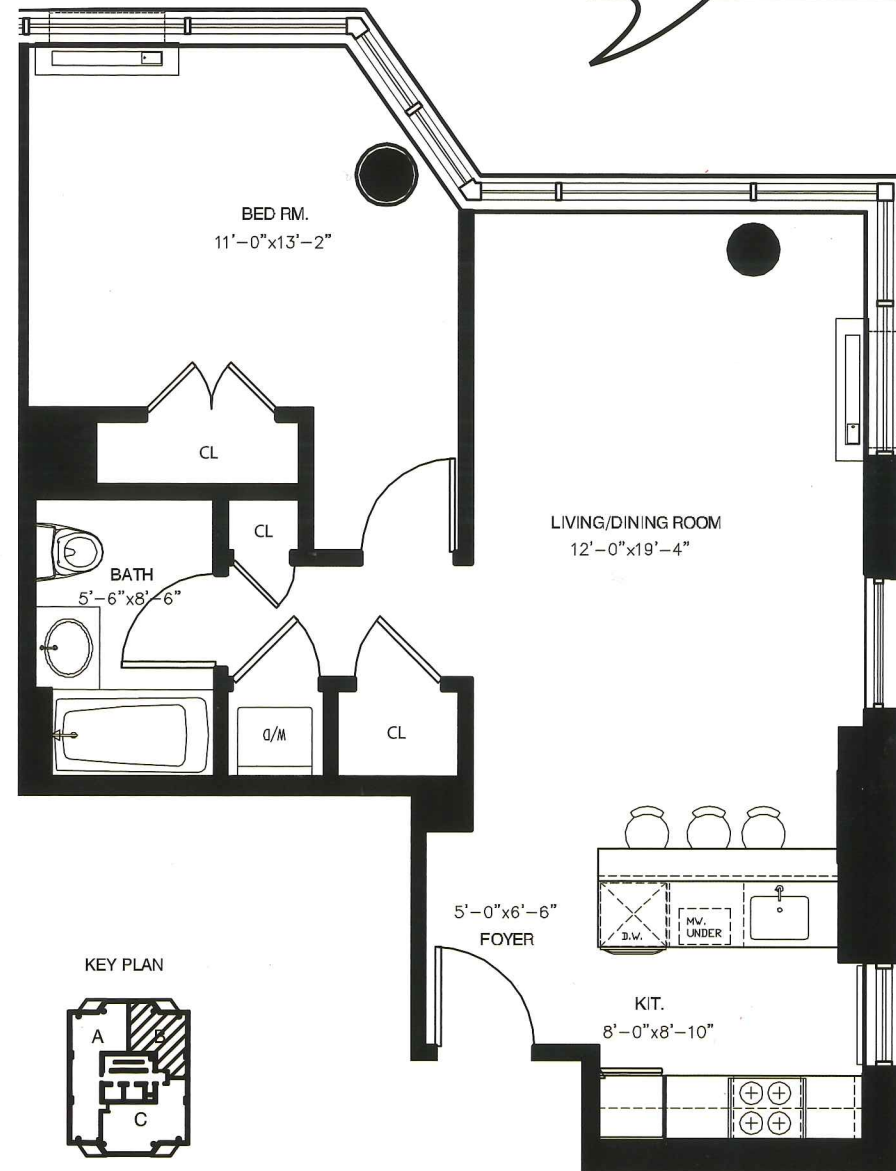 BED RM.
11'-0"x13'-2"
CL
CL
LIVING/DINING ROOM
12'-0"x19'-4"
BATH
5'-6"x8'-6"
W/D
CL
5'-0"x6'-6"
FOYER
D.W.
MW.
UNDER
KEY PLAN
A
B
C
KIT.
8'-0"x8'-10"